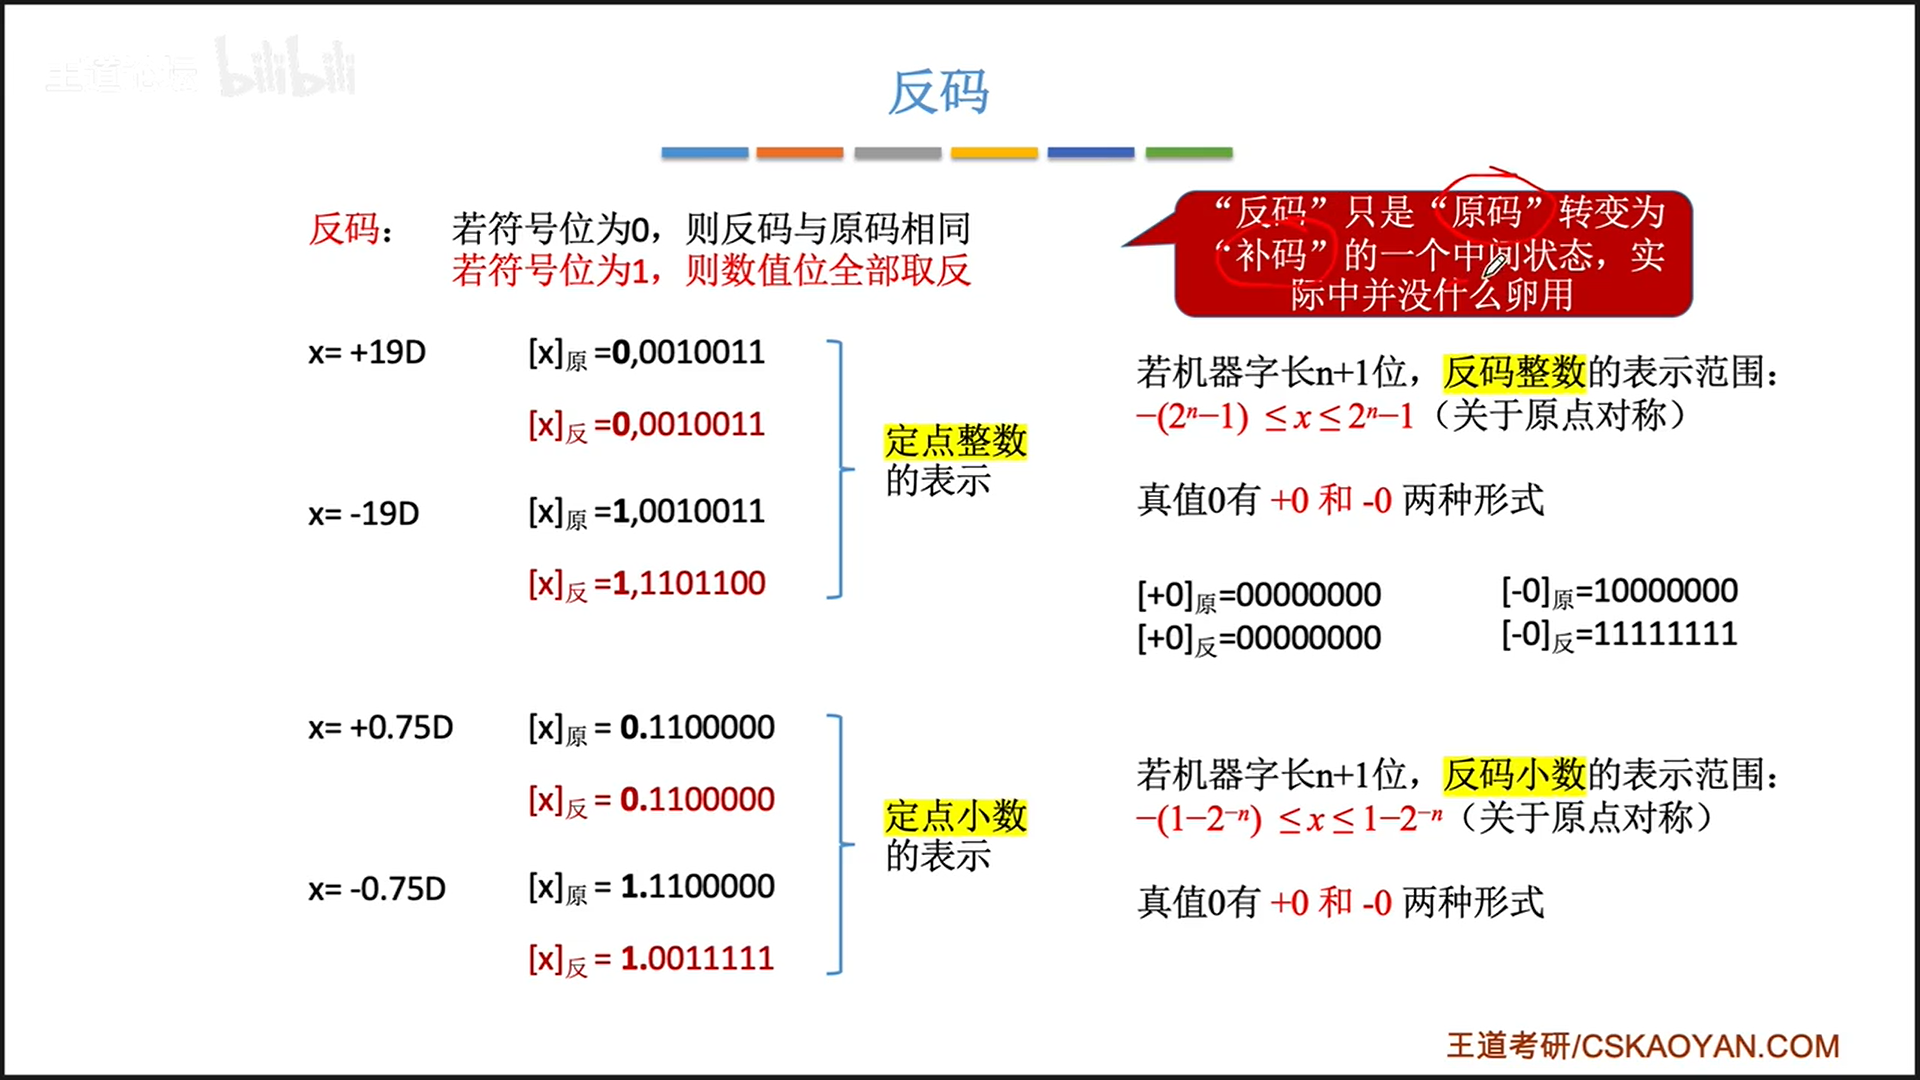 王道论坛 bilibili
反码
反码： 若符号位为0，则反码与原码相同
若符号位为1，则数值位全部取反
“反码”只是“原码”转变为
“补码”的一个中间状态，实
际中并没什么卵用
x= +19D [x]原 =0,0010011
[x]反 =0,0010011
x= -19D [x]原 =1,0010011
[x]反 =1,1101100
定点整数
的表示
x= +0.75D [x]原 = 0.1100000
[x]反 = 0.1100000
x= -0.75D [x]原 = 1.1100000
[x]反 = 1.0011111
定点小数
的表示
若机器字长n+1位，反码整数的表示范围：
−(2ⁿ−1) ≤ x ≤ 2ⁿ−1（关于原点对称）
真值0有 +0 和 -0 两种形式
[+0]原=00000000 [-0]原=10000000
[+0]反=00000000 [-0]反=11111111
若机器字长n+1位，反码小数的表示范围：
−(1−2⁻ⁿ) ≤ x ≤ 1−2⁻ⁿ（关于原点对称）
真值0有 +0 和 -0 两种形式
王道考研/CSKAOYAN.COM